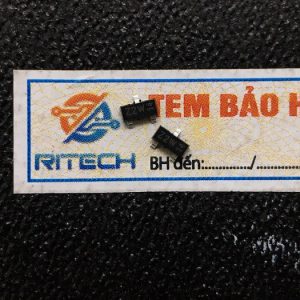 TEM BẢO H
RITECH
BH đến:............./............